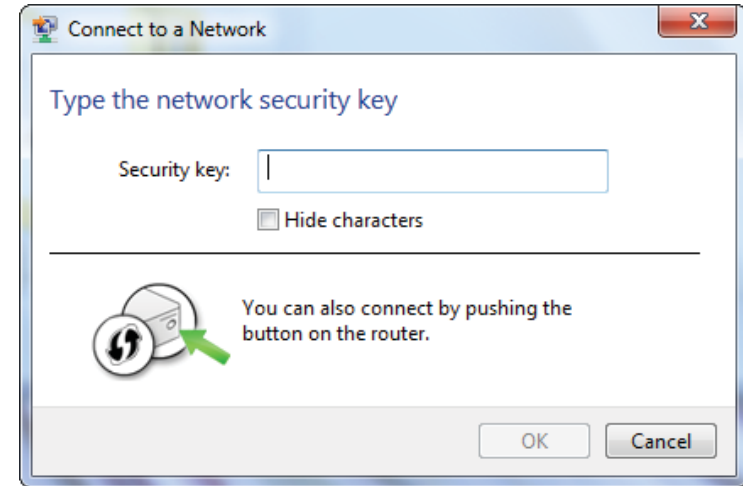 Connect to a Network
Type the network security key
Security key:
Hide characters
You can also connect by pushing the
button on the router.
OK
Cancel